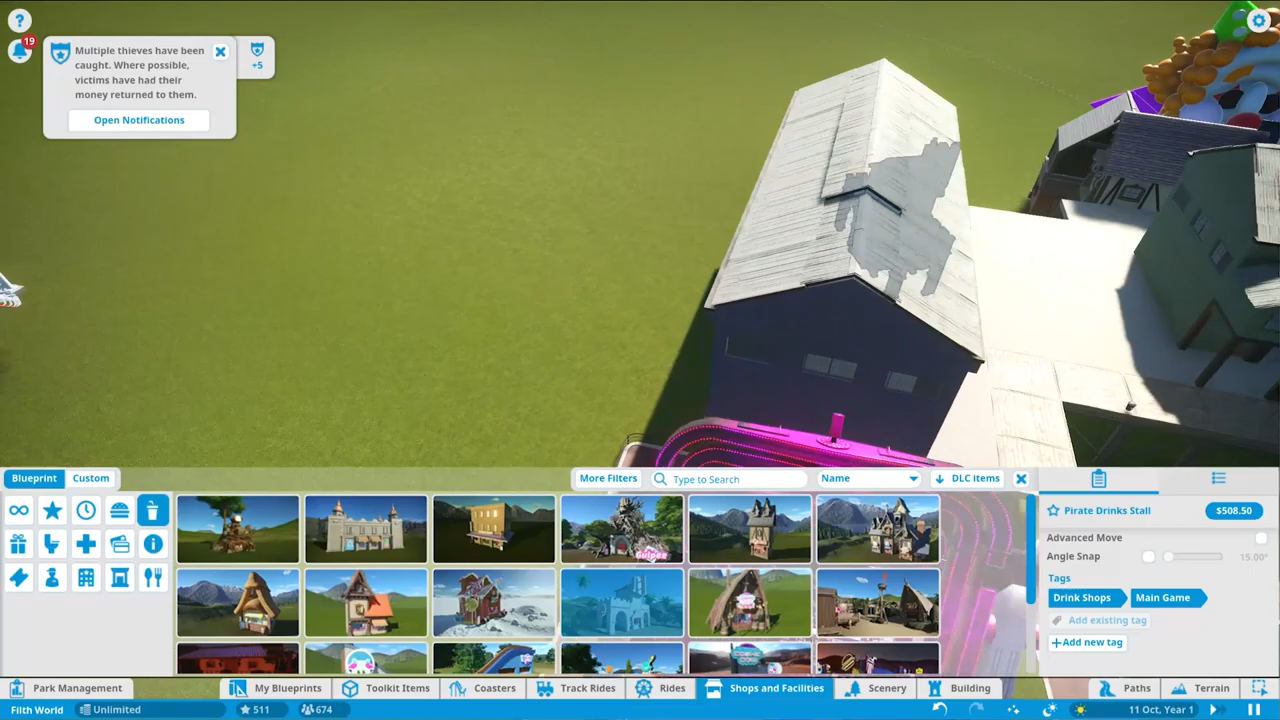 ?
19
Multiple thieves have been
caught. Where possible,
victims have had their
money returned to them.
Open Notifications
+5
Blueprint
Custom
More Filters
Type to Search
Name
DLC items
Pirate Drinks Stall
$508.50
Advanced Move
Angle Snap
15.00°
Tags
Drink Shops
Main Game
Add existing tag
+Add new tag
Gulpee
Park Management
My Blueprints
Toolkit Items
Coasters
Track Rides
Rides
Shops and Facilities
Scenery
Building
Paths
Terrain
Filth World
Unlimited
511
674
11 Oct, Year 1